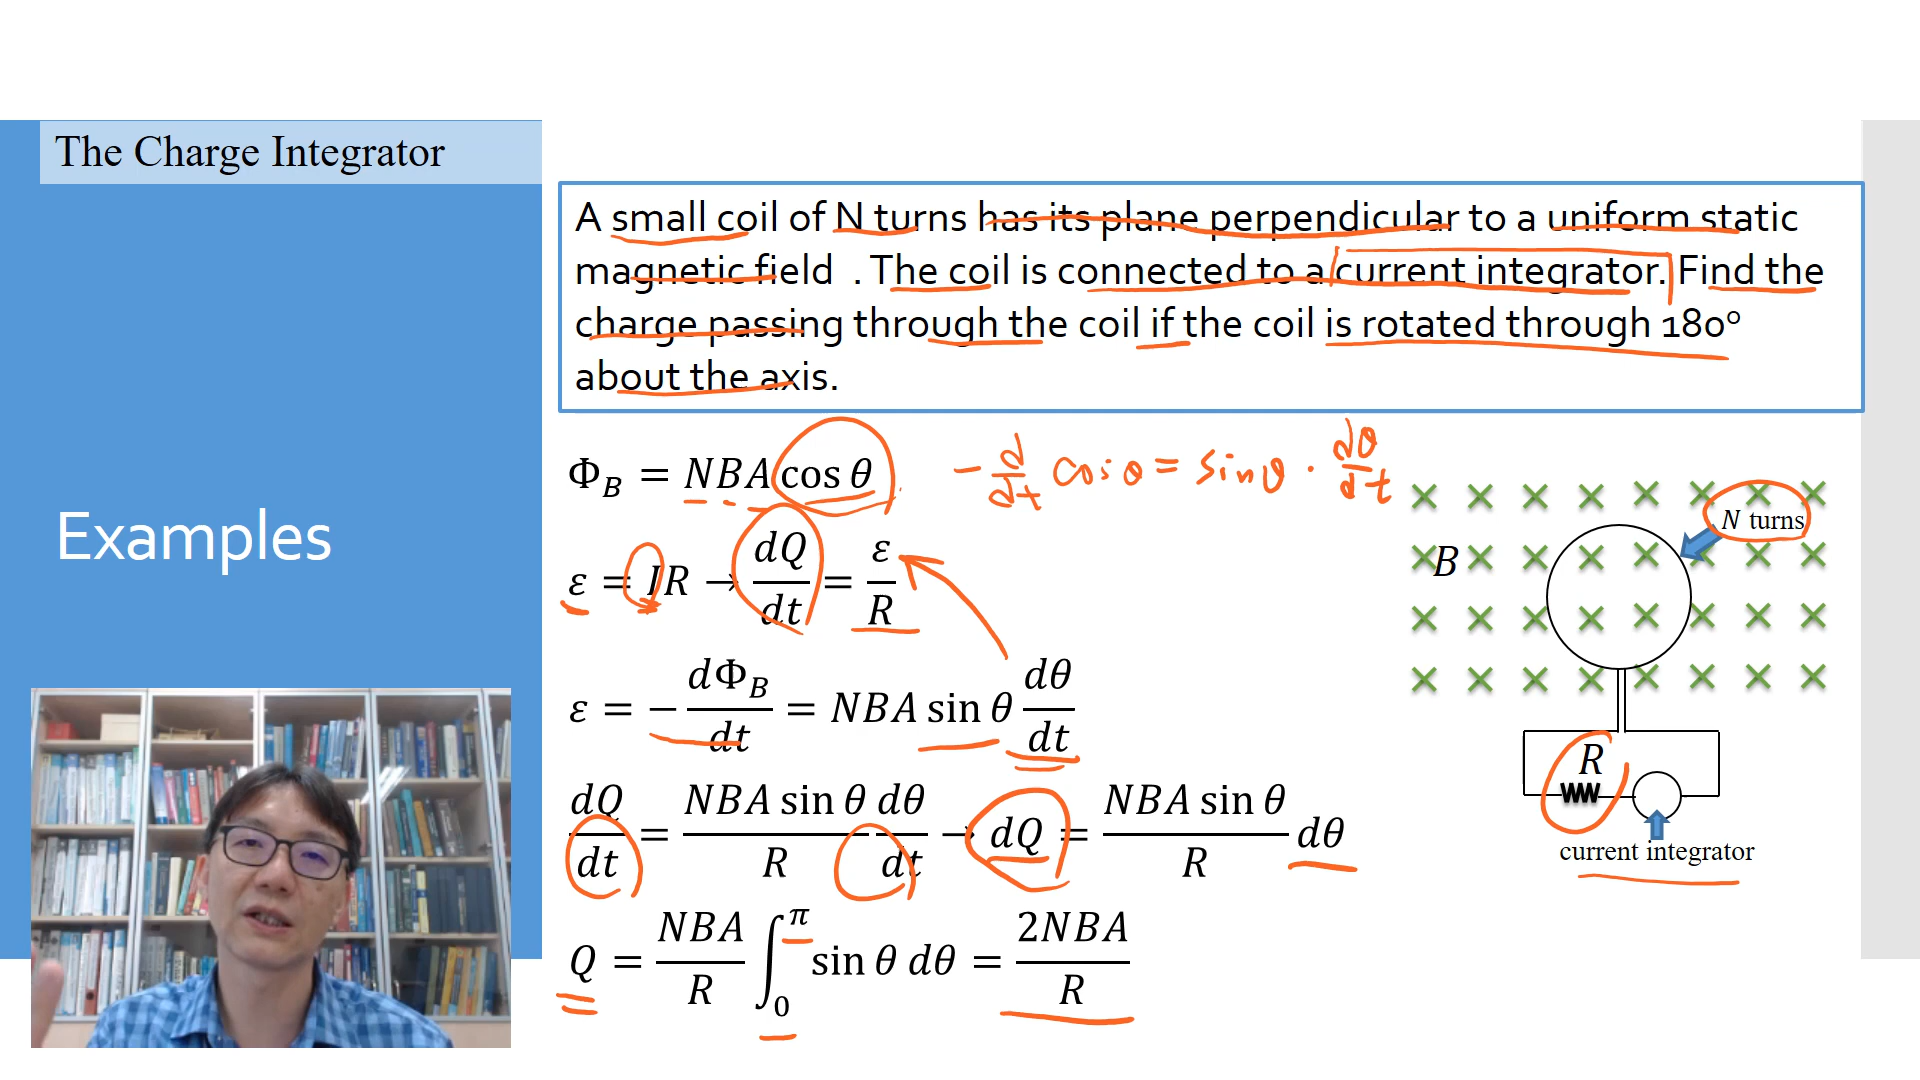 The Charge Integrator
A small coil of N turns has its plane perpendicular to a uniform static
magnetic field . The coil is connected to a current integrator. Find the
charge passing through the coil if the coil is rotated through 180⁰
about the axis.
Examples
Φ_B = NBA cos θ
− d/dt cos θ = sin θ · dθ/dt
ε = IR → dQ/dt = ε/R
ε = − dΦ_B/dt = NBA sin θ dθ/dt
dQ/dt = NBA sin θ/R dθ/dt → dQ = NBA sin θ/R dθ
Q = NBA/R ∫₀^π sin θ dθ = 2NBA/R
N turns
B
R
current integrator